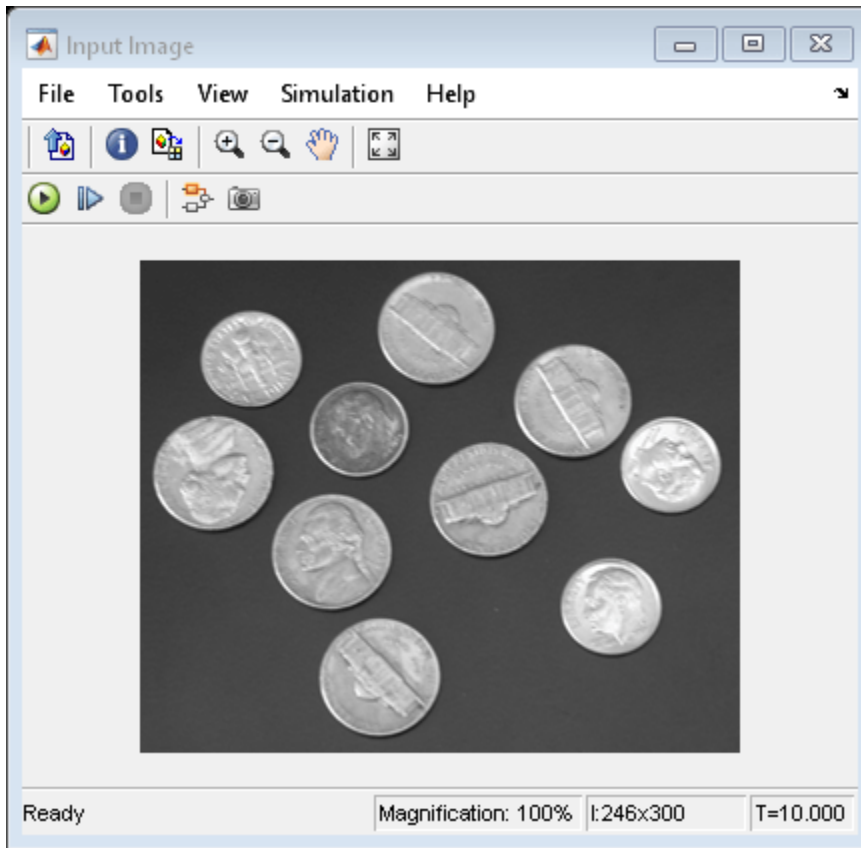 Input Image
File Tools View Simulation Help
Ready Magnification: 100% I:246x300 T=10.000